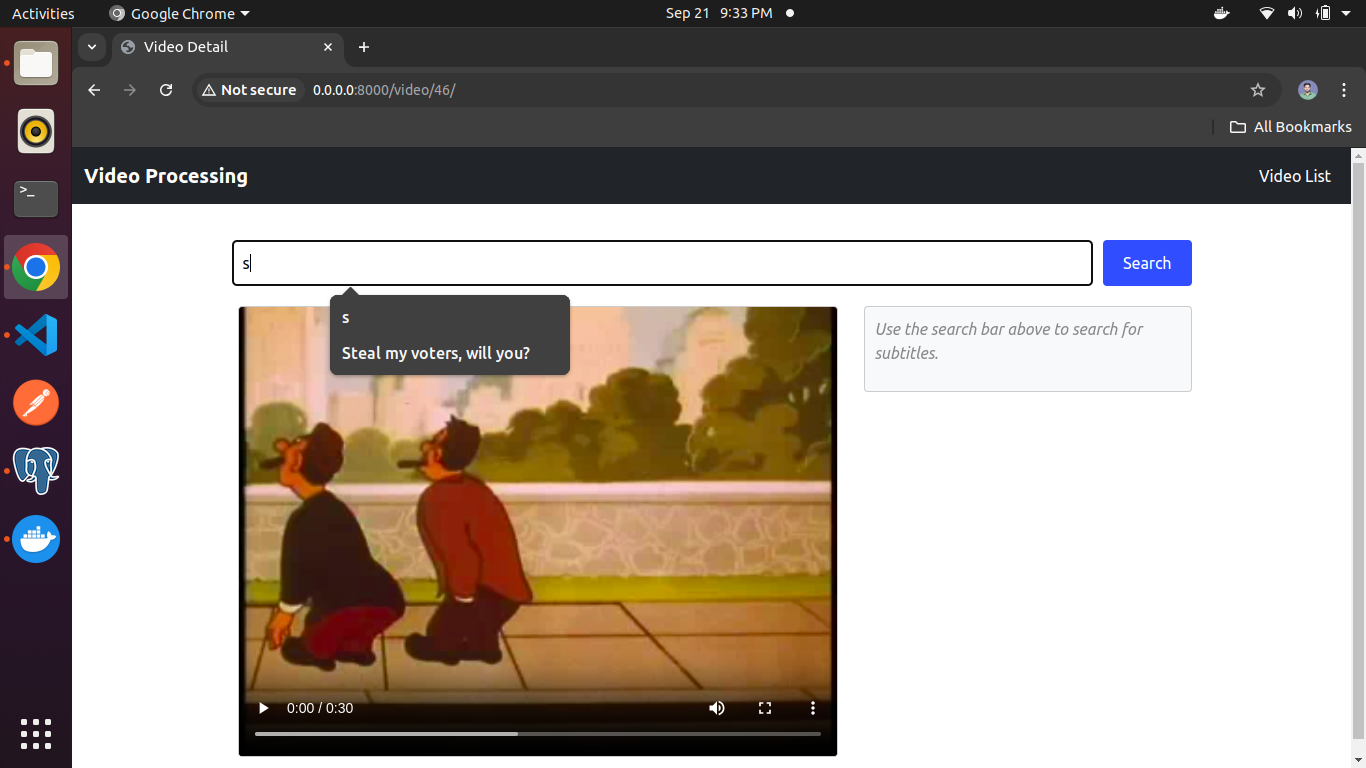 Activities
Google Chrome
Sep 21 9:33 PM
Video Detail
Not secure
0.0.0.0:8000/video/46/
All Bookmarks
Video Processing
Video List
s
Search
s
Steal my voters, will you?
Use the search bar above to search for
subtitles.
>_
0:00 / 0:30